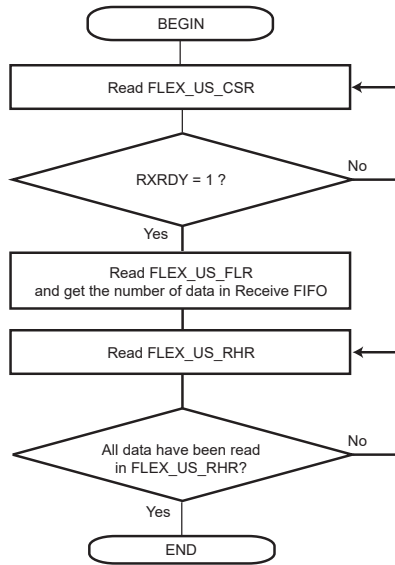 BEGIN
Read FLEX_US_CSR
RXRDY = 1 ?
No
Yes
Read FLEX_US_FLR
and get the number of data in Receive FIFO
Read FLEX_US_RHR
All data have been read
in FLEX_US_RHR?
No
Yes
END